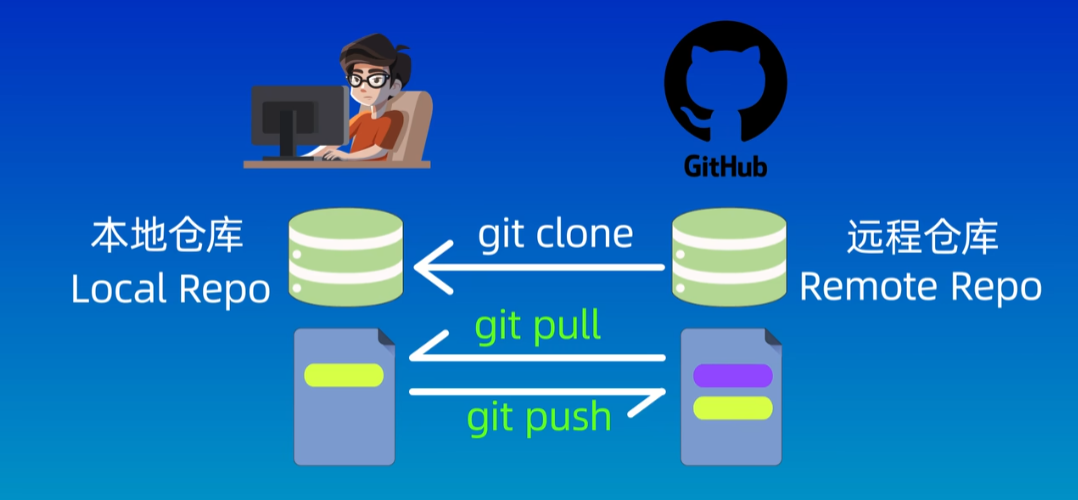 GitHub
本地仓库
Local Repo
git clone
远程仓库
Remote Repo
git pull
git push